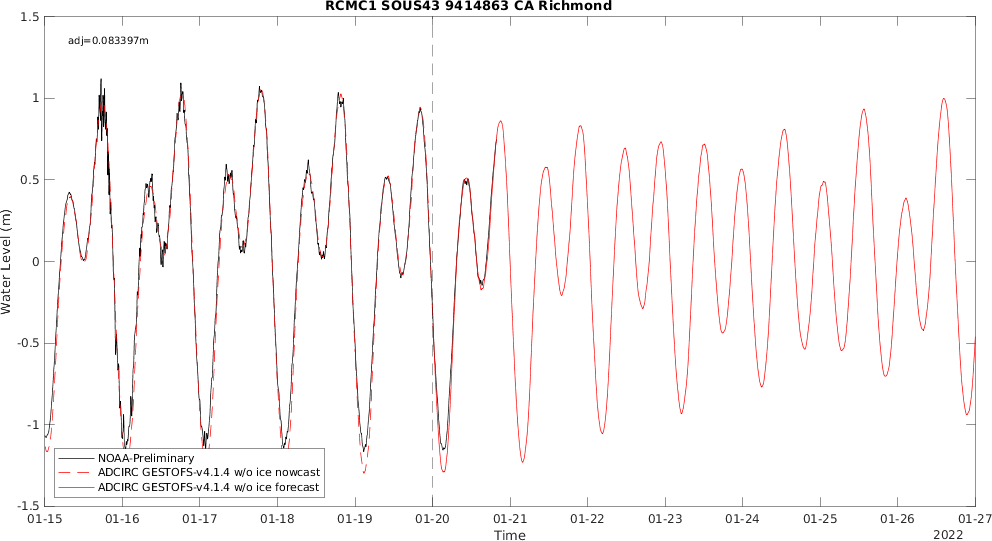 RCMC1 SOUS43 9414863 CA Richmond
adj=0.083397m
1.5
1
0.5
0
-0.5
-1
-1.5
Water Level (m)
NOAA-Preliminary
ADCIRC GESTOFS-v4.1.4 w/o ice nowcast
ADCIRC GESTOFS-v4.1.4 w/o ice forecast
01-15 01-16 01-17 01-18 01-19 01-20 01-21 01-22 01-23 01-24 01-25 01-26 01-27
Time
2022